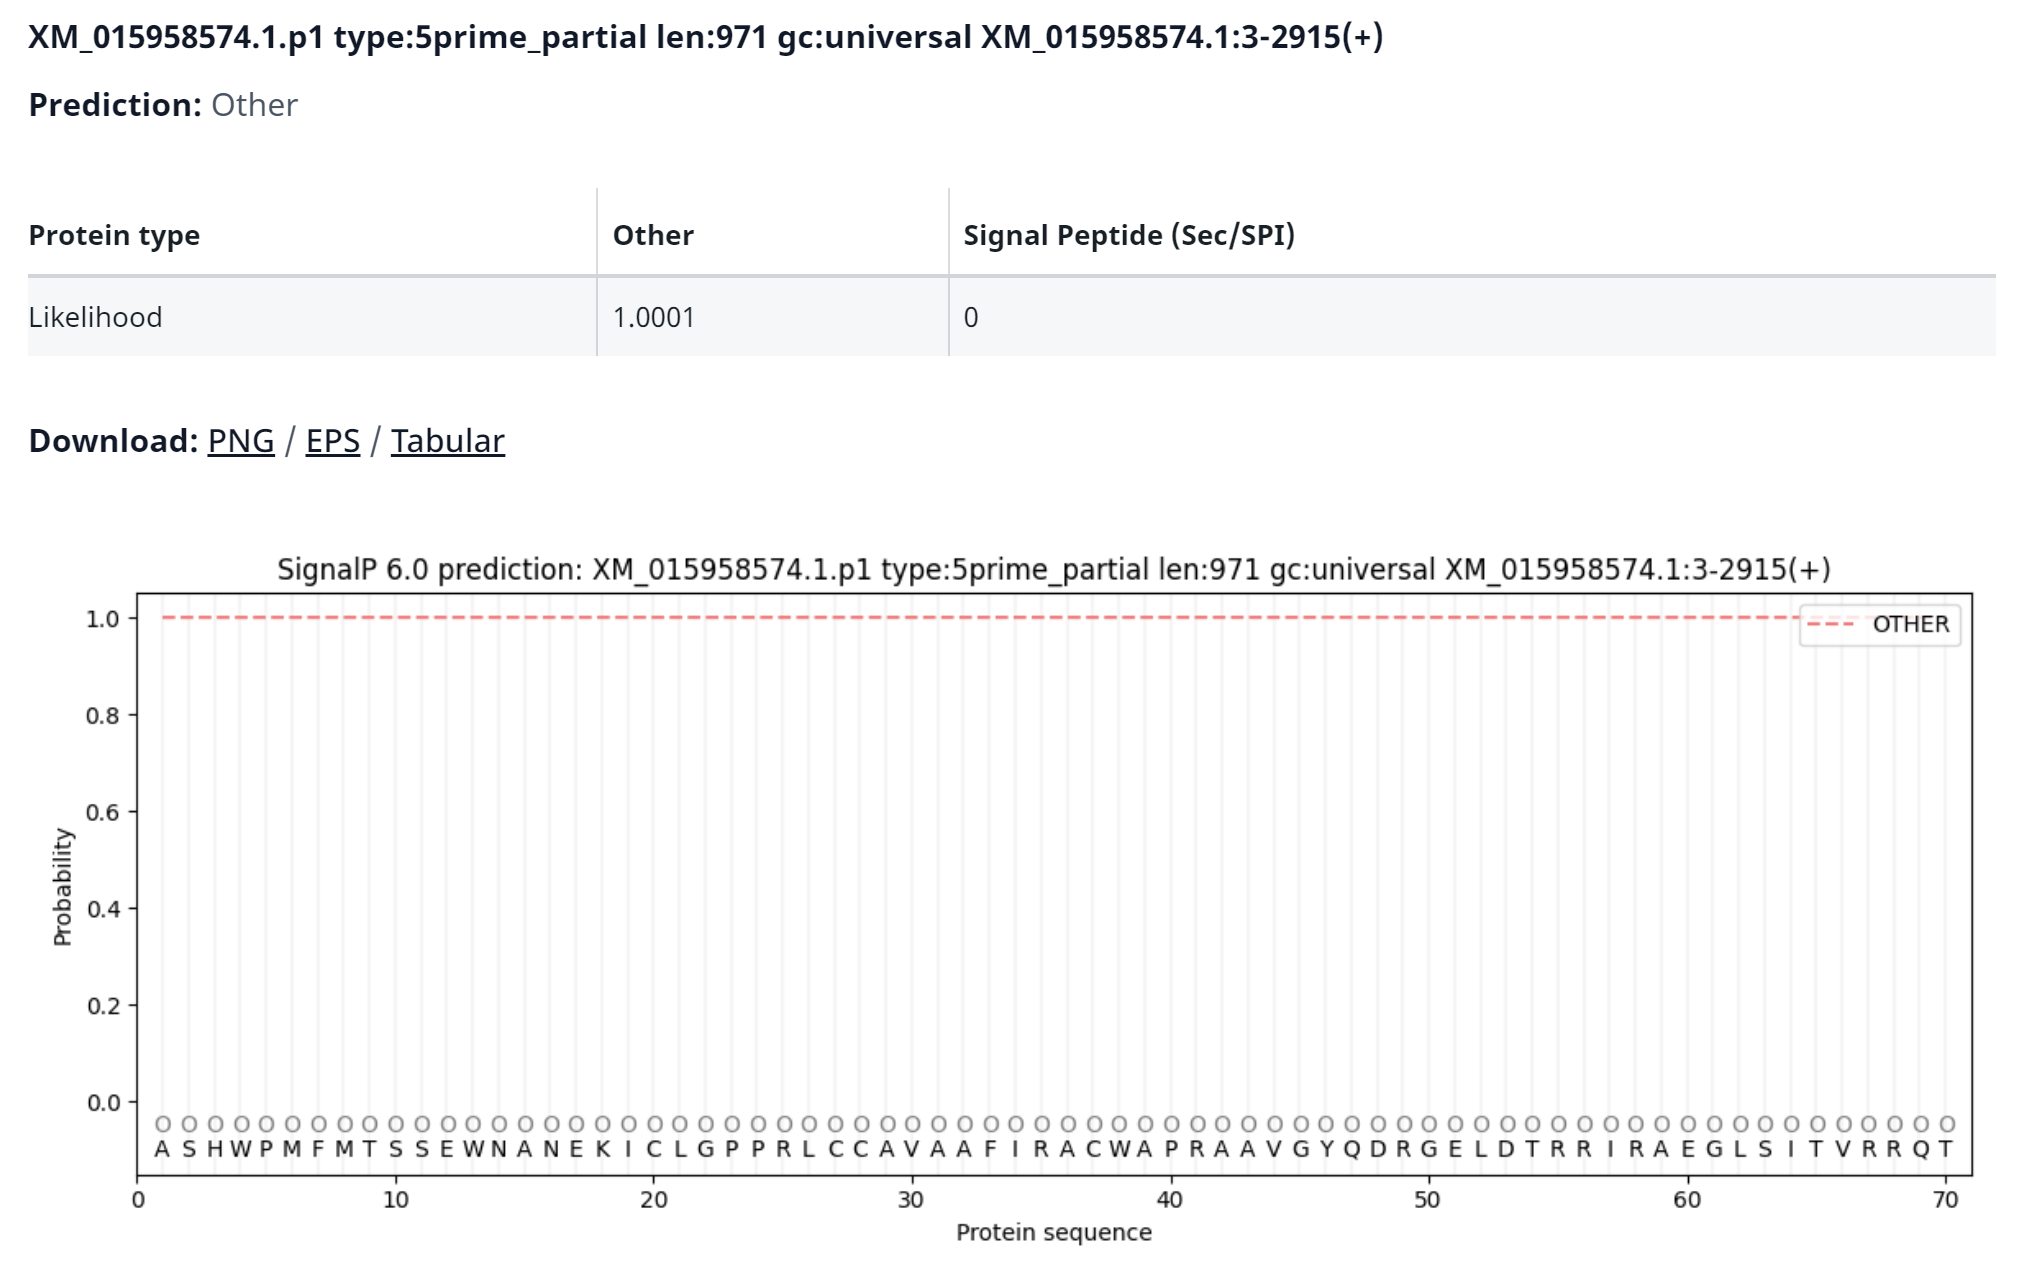 XM_015958574.1.p1 type:5prime_partial len:971 gc:universal XM_015958574.1:3-2915(+)
Prediction: Other
Protein type Other Signal Peptide (Sec/SPI)
Likelihood 1.0001 0
Download: PNG / EPS / Tabular
SignalP 6.0 prediction: XM_015958574.1.p1 type:5prime_partial len:971 gc:universal XM_015958574.1:3-2915(+)
1.0
OTHER
0.8
0.6
0.4
0.2
0.0
Probability
O O O O O O O O O O O O O O O O O O O O O O O O O O O O O O O O O O O O O O O O O O O O O O O O O O O O O O O O O O O O O O O O O O O O O O
A S H W P M F M T S S E W N A N E K I C L G P P R L C C A V A A F I R A C W A P R A A V G Y Q D R G E L D T R R I R A E G L S I T V R R Q T
0 10 20 30 40 50 60 70
Protein sequence